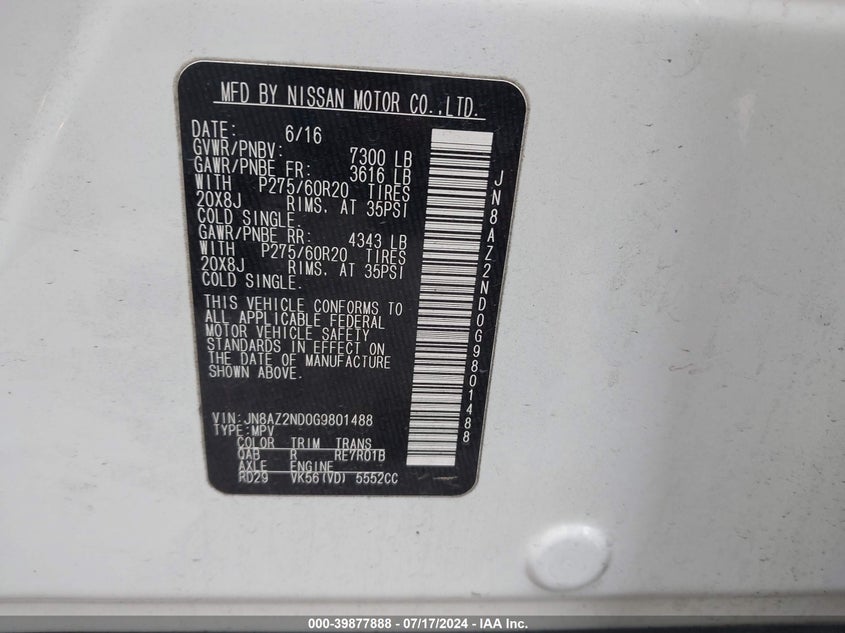 MFD BY NISSAN MOTOR CO.,LTD.
DATE: 6/16
GVWR/PNBV: 7300 LB
GAWR/PNBE FR: 3616 LB
WITH P275/60R20 TIRES
20X8J RIMS, AT 35PSI
COLD SINGLE.
GAWR/PNBE RR: 4343 LB
WITH P275/60R20 TIRES
20X8J RIMS, AT 35PSI
COLD SINGLE.
THIS VEHICLE CONFORMS TO
ALL APPLICABLE FEDERAL
MOTOR VEHICLE SAFETY
STANDARDS IN EFFECT ON
THE DATE OF MANUFACTURE
SHOWN ABOVE.
VIN: JN8AZ2ND0G9801488
TYPE: MPV
COLOR TRIM TRANS
QAB R RE7R01B
AXLE ENGINE
RD29 VK56(VD) 5552CC
JN8AZ2ND0G9801488
000-39877888 - 07/17/2024 - IAA Inc.